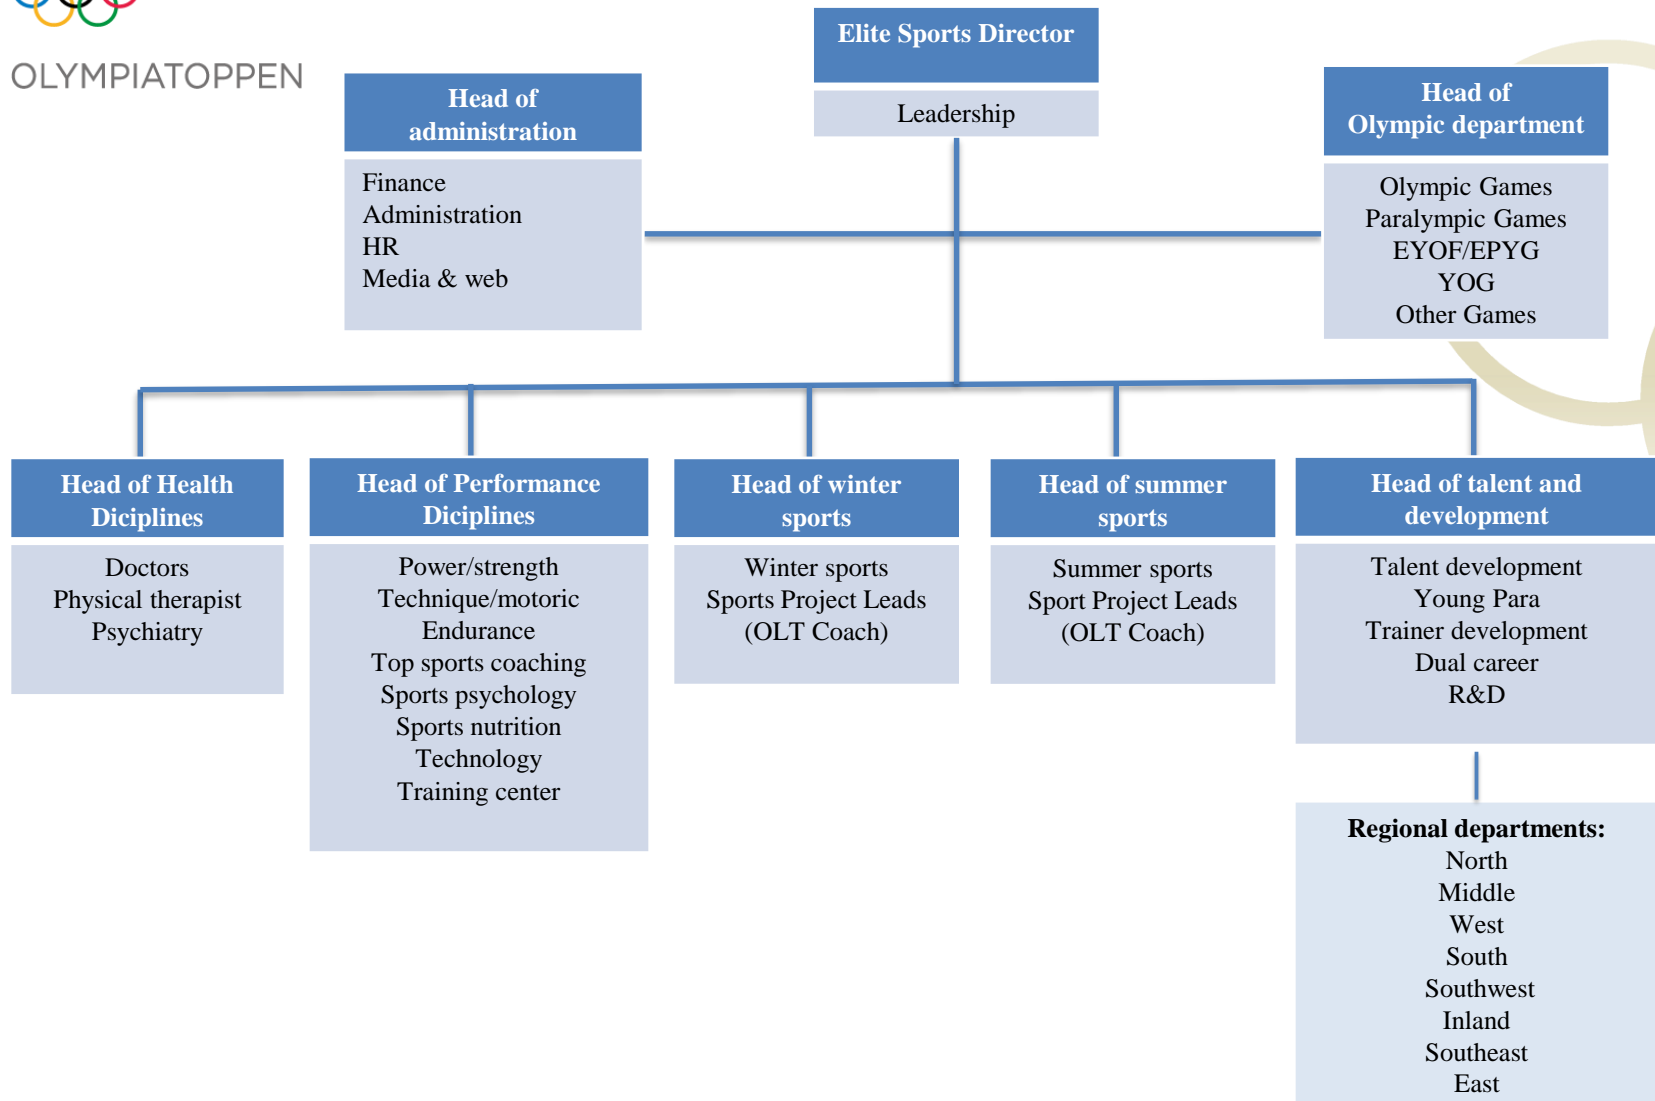 OLYMPIATOPPEN
Elite Sports Director
Leadership
Head of
administration
Finance
Administration
HR
Media & web
Head of
Olympic department
Olympic Games
Paralympic Games
EYOF/EPYG
YOG
Other Games
Head of Health
Diciplines
Doctors
Physical therapist
Psychiatry
Head of Performance
Diciplines
Power/strength
Technique/motoric
Endurance
Top sports coaching
Sports psychology
Sports nutrition
Technology
Training center
Head of winter
sports
Winter sports
Sports Project Leads
(OLT Coach)
Head of summer
sports
Summer sports
Sport Project Leads
(OLT Coach)
Head of talent and
development
Talent development
Young Para
Trainer development
Dual career
R&D
Regional departments:
North
Middle
West
South
Southwest
Inland
Southeast
East